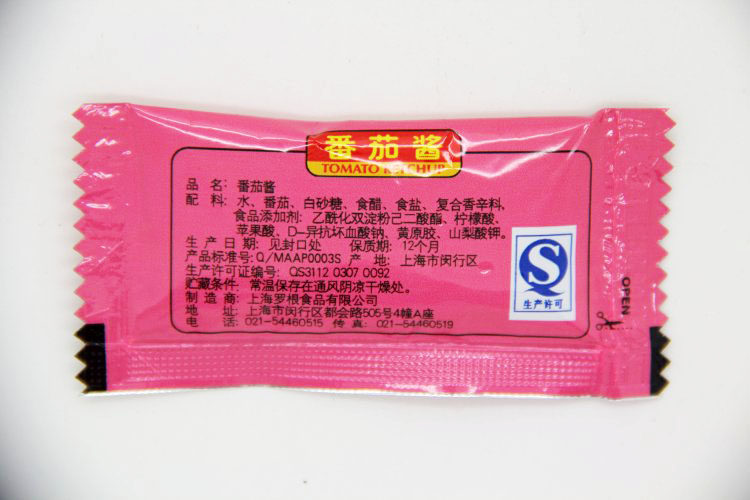 番茄酱
TOMATO KETCHUP
品 名: 番茄酱
配 料: 水、番茄、白砂糖、食醋、食盐、复合香辛料、
食品添加剂: 乙酰化双淀粉己二酸酯、柠檬酸、
苹果酸、D-异抗坏血酸钠、黄原胶、山梨酸钾。
生 产 日 期: 见封口处 保质期: 12个月
产品标准号: Q/MAAP0003S 产 地: 上海市闵行区
生产许可证编号: QS3112 0307 0092
贮藏条件: 常温保存在通风阴凉干燥处。
制 造 商: 上海罗根食品有限公司
地 址: 上海市闵行区都会路505号4幢A座
电 话: 021-54460515 传 真: 021-54460519
S
生产许可
OPEN